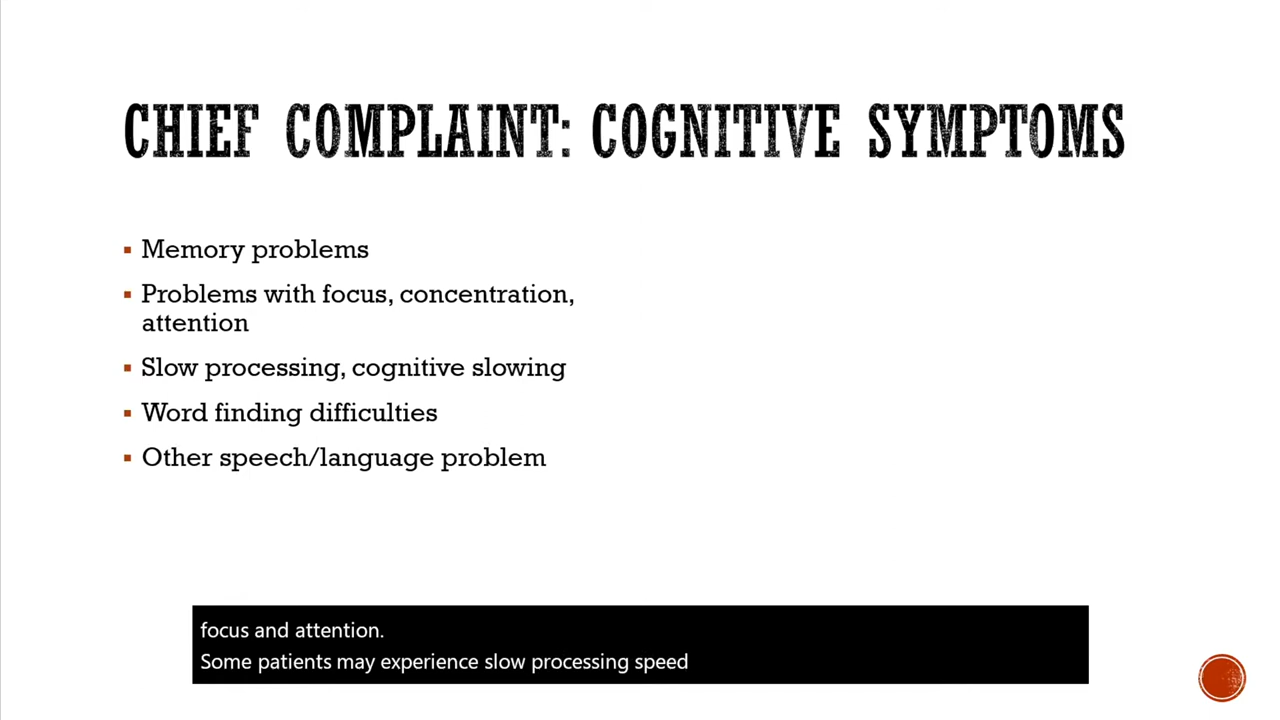 CHIEF COMPLAINT: COGNITIVE SYMPTOMS
Memory problems
Problems with focus, concentration,
attention
Slow processing, cognitive slowing
Word finding difficulties
Other speech/language problem
focus and attention.
Some patients may experience slow processing speed